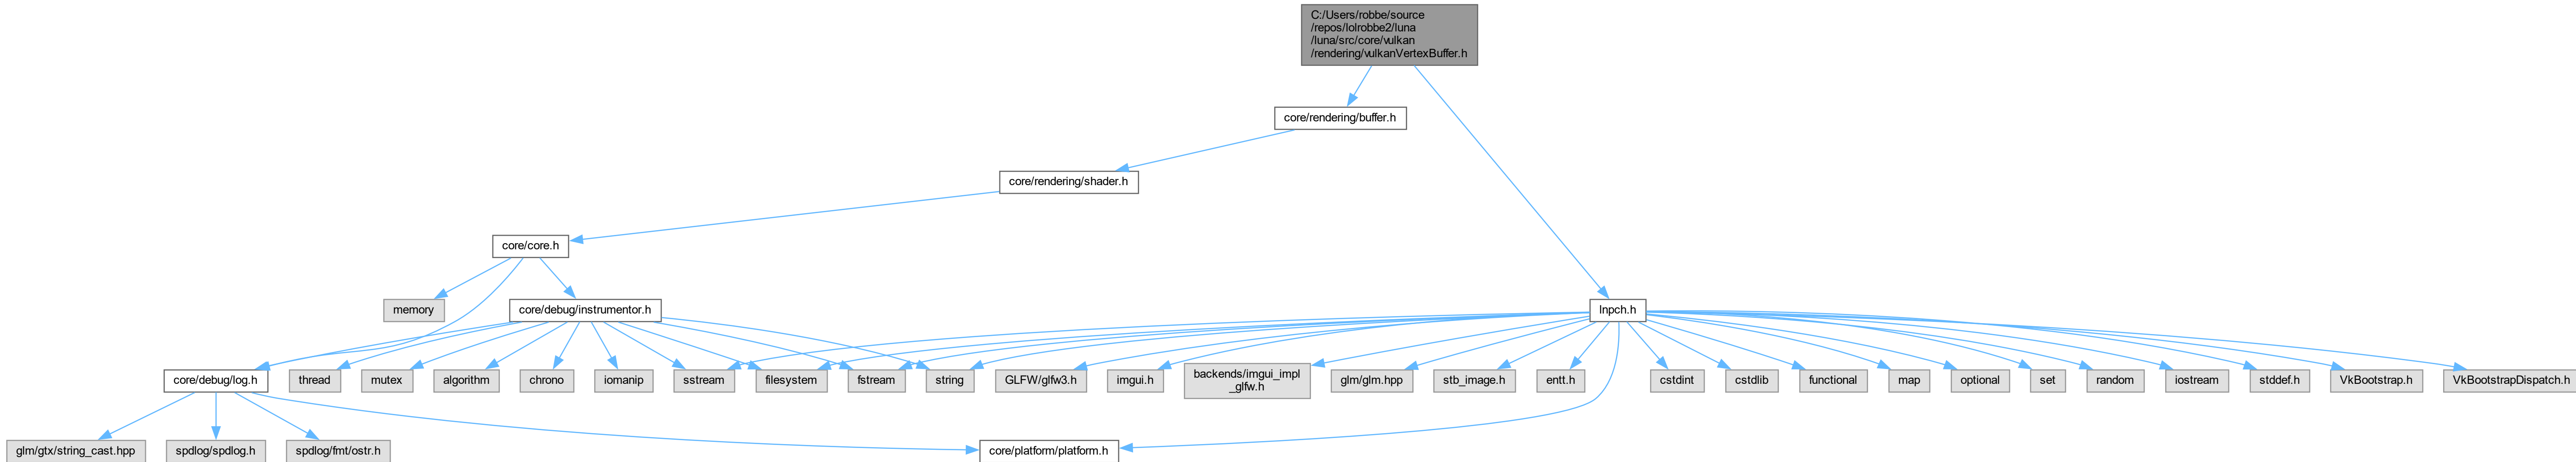 C:/Users/robbe/source
/repos/lolrobbe2/luna
/luna/src/core/vulkan
/rendering/vulkanVertexBuffer.h
core/rendering/buffer.h
core/rendering/shader.h
core/core.h
memory
core/debug/instrumentor.h
lnpch.h
core/debug/log.h
thread
mutex
algorithm
chrono
iomanip
sstream
filesystem
fstream
string
GLFW/glfw3.h
imgui.h
backends/imgui_impl
_glfw.h
glm/glm.hpp
stb_image.h
entt.h
cstdint
cstdlib
functional
map
optional
set
random
iostream
stddef.h
VkBootstrap.h
VkBootstrapDispatch.h
glm/gtx/string_cast.hpp
spdlog/spdlog.h
spdlog/fmt/ostr.h
core/platform/platform.h